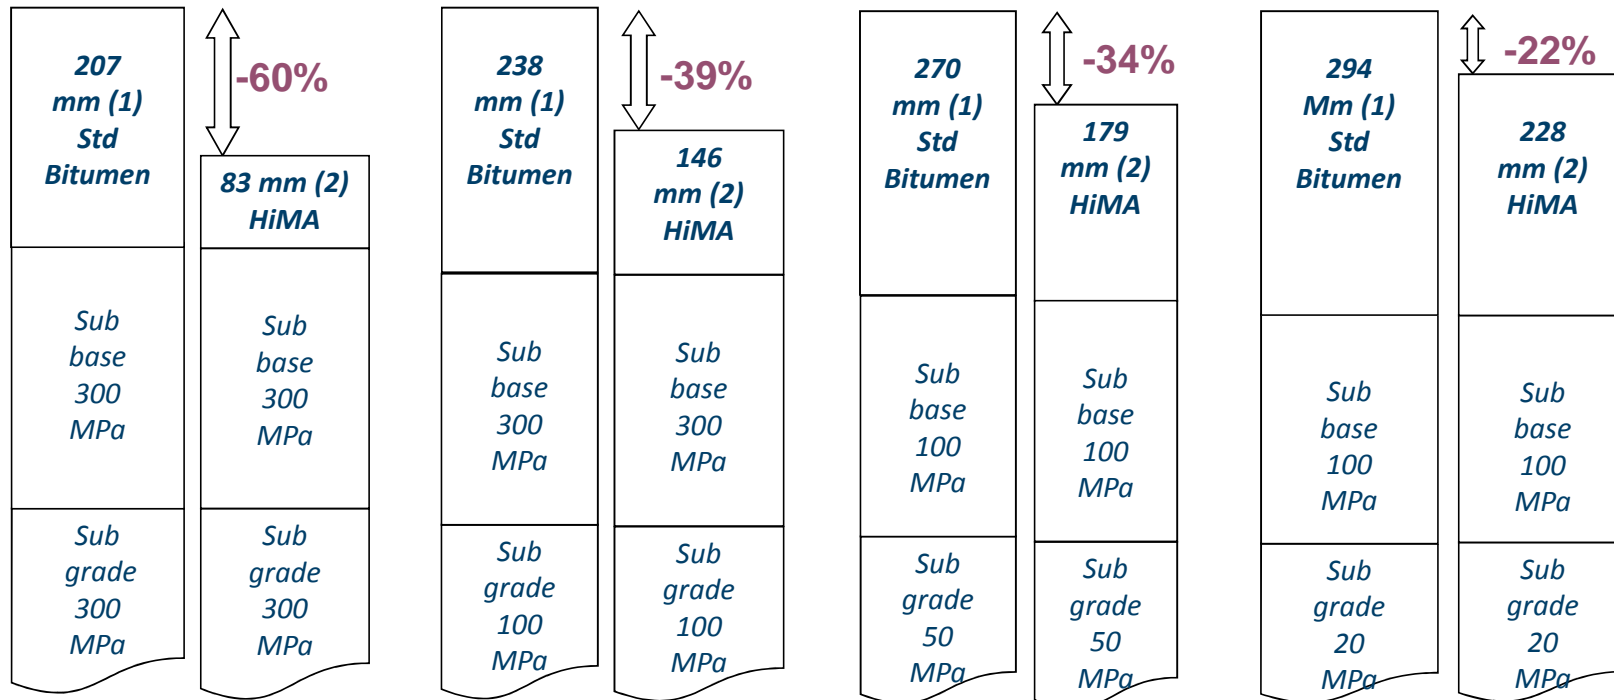 207
mm (1)
Std
Bitumen
-60%
83 mm (2)
HiMA
Sub
base
300
MPa
Sub
base
300
MPa
Sub
grade
300
MPa
Sub
grade
300
MPa
238
mm (1)
Std
Bitumen
-39%
146
mm (2)
HiMA
Sub
base
300
MPa
Sub
base
300
MPa
Sub
grade
100
MPa
Sub
grade
100
MPa
270
mm (1)
Std
Bitumen
-34%
179
mm (2)
HiMA
Sub
base
100
MPa
Sub
base
100
MPa
Sub
grade
50
MPa
Sub
grade
50
MPa
294
Mm (1)
Std
Bitumen
-22%
228
mm (2)
HiMA
Sub
base
100
MPa
Sub
base
100
MPa
Sub
grade
20
MPa
Sub
grade
20
MPa